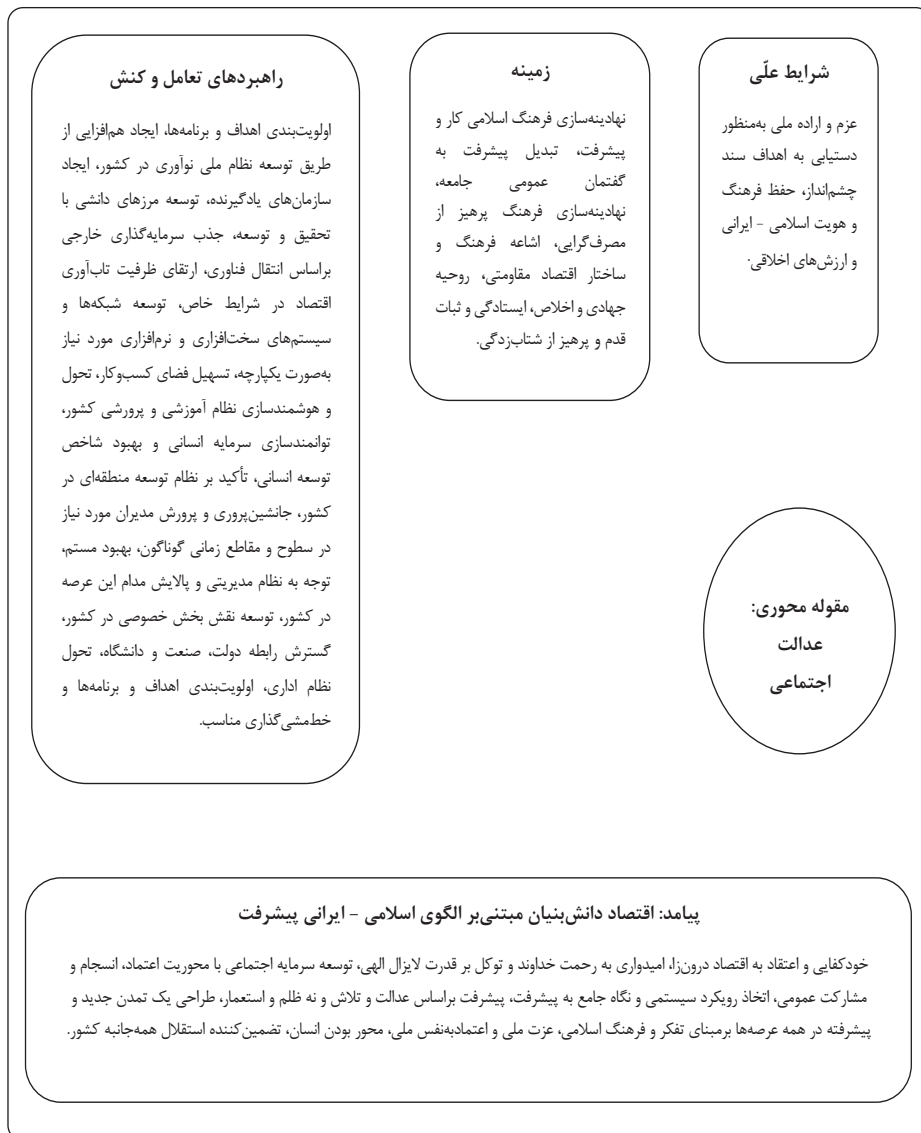 شرایط علّی
عزم و اراده ملی به‌منظور
دستیابی به اهداف سند
چشم‌انداز، حفظ فرهنگ
و هویت اسلامی - ایرانی
و ارزش‌های اخلاقی.
زمینه
نهادینه‌سازی فرهنگ اسلامی کار و
پیشرفت، تبدیل پیشرفت به
گفتمان عمومی جامعه،
نهادینه‌سازی فرهنگ پرهیز از
مصرف‌گرایی، اشاعه فرهنگ و
ساختار اقتصاد مقاومتی، روحیه
جهادی و اخلاص، ایستادگی و ثبات
قدم و پرهیز از شتاب‌زدگی.
راهبردهای تعامل و کنش
اولویت‌بندی اهداف و برنامه‌ها، ایجاد هم‌افزایی از
طریق توسعه نظام ملی نوآوری در کشور، ایجاد
سازمان‌های یادگیرنده، توسعه مرزهای دانشی با
تحقیق و توسعه، جذب سرمایه‌گذاری خارجی
براساس انتقال فناوری، ارتقای ظرفیت تاب‌آوری
اقتصاد در شرایط خاص، توسعه شبکه‌ها و
سیستم‌های سخت‌افزاری و نرم‌افزاری مورد نیاز
به‌صورت یکپارچه، تسهیل فضای کسب‌وکار، تحول
و هوشمندسازی نظام آموزشی و پرورشی کشور،
توانمندسازی سرمایه انسانی و بهبود شاخص
توسعه انسانی، تأکید بر نظام توسعه منطقه‌ای در
کشور، جانشین‌پروری و پرورش مدیران مورد نیاز
در سطوح و مقاطع زمانی گوناگون، بهبود مستم،
توجه به نظام مدیریتی و پالایش مدام این عرصه
در کشور، توسعه نقش بخش خصوصی در کشور،
گسترش رابطه دولت، صنعت و دانشگاه، تحول
نظام اداری، اولویت‌بندی اهداف و برنامه‌ها و
خط‌مشی‌گذاری مناسب.
مقوله محوری:
عدالت
اجتماعی
پیامد: اقتصاد دانش‌بنیان مبتنی‌بر الگوی اسلامی - ایرانی پیشرفت
خودکفایی و اعتقاد به اقتصاد درون‌زا، امیدواری به رحمت خداوند و توکل بر قدرت لایزال الهی، توسعه سرمایه اجتماعی با محوریت اعتماد، انسجام و
مشارکت عمومی، اتخاذ رویکرد سیستمی و نگاه جامع به پیشرفت، پیشرفت براساس عدالت و تلاش و نه ظلم و استعمار، طراحی یک تمدن جدید و
پیشرفته در همه عرصه‌ها برمبنای تفکر و فرهنگ اسلامی، عزت ملی و اعتمادبه‌نفس ملی، محور بودن انسان، تضمین‌کننده استقلال همه‌جانبه کشور.